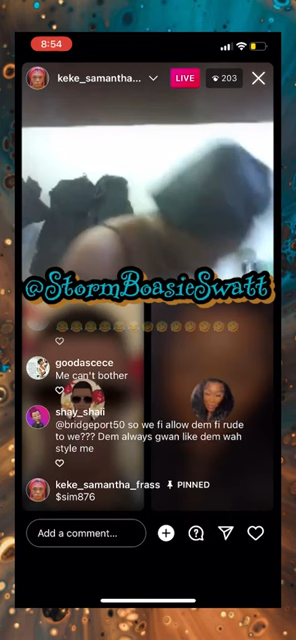 8:54
keke_samantha...
LIVE
203
@StormBoasieSwatt
goodascece
Me can't bother
shay_shaii
@bridgeport50 so we fi allow dem fi rude
to we??? Dem always gwan like dem wah
style me
keke_samantha_frass PINNED
$sim876
Add a comment...